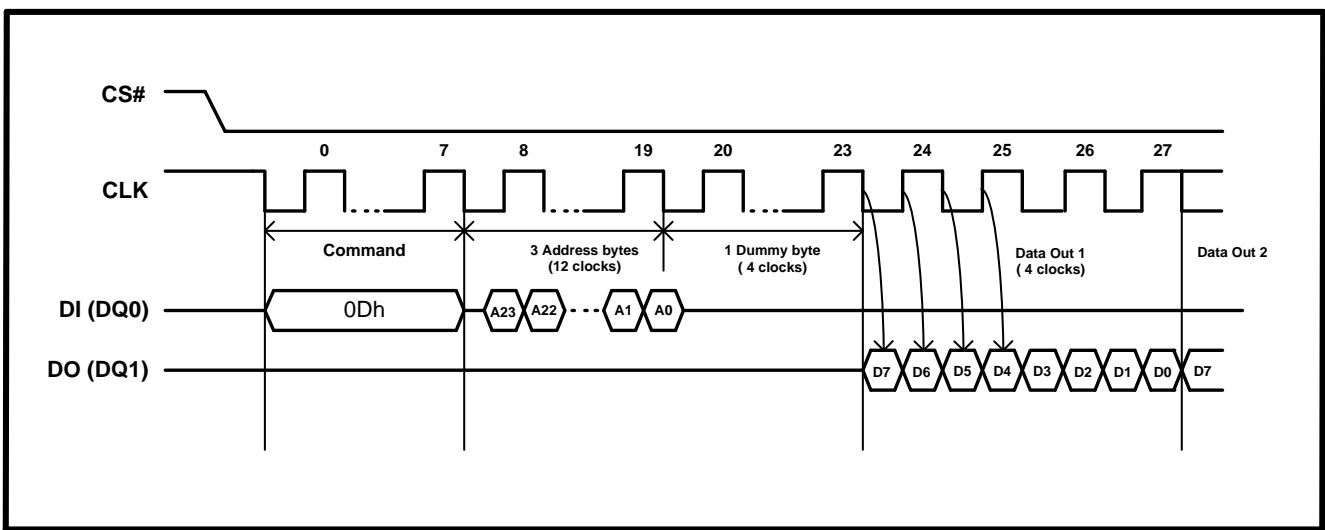 CS#
0 7 8 19 20 23 24 25 26 27
CLK
Command
3 Address bytes
(12 clocks)
1 Dummy byte
( 4 clocks)
Data Out 1
( 4 clocks)
Data Out 2
DI (DQ0)
0Dh
A23 A22 A1 A0
DO (DQ1)
D7 D6 D5 D4 D3 D2 D1 D0 D7